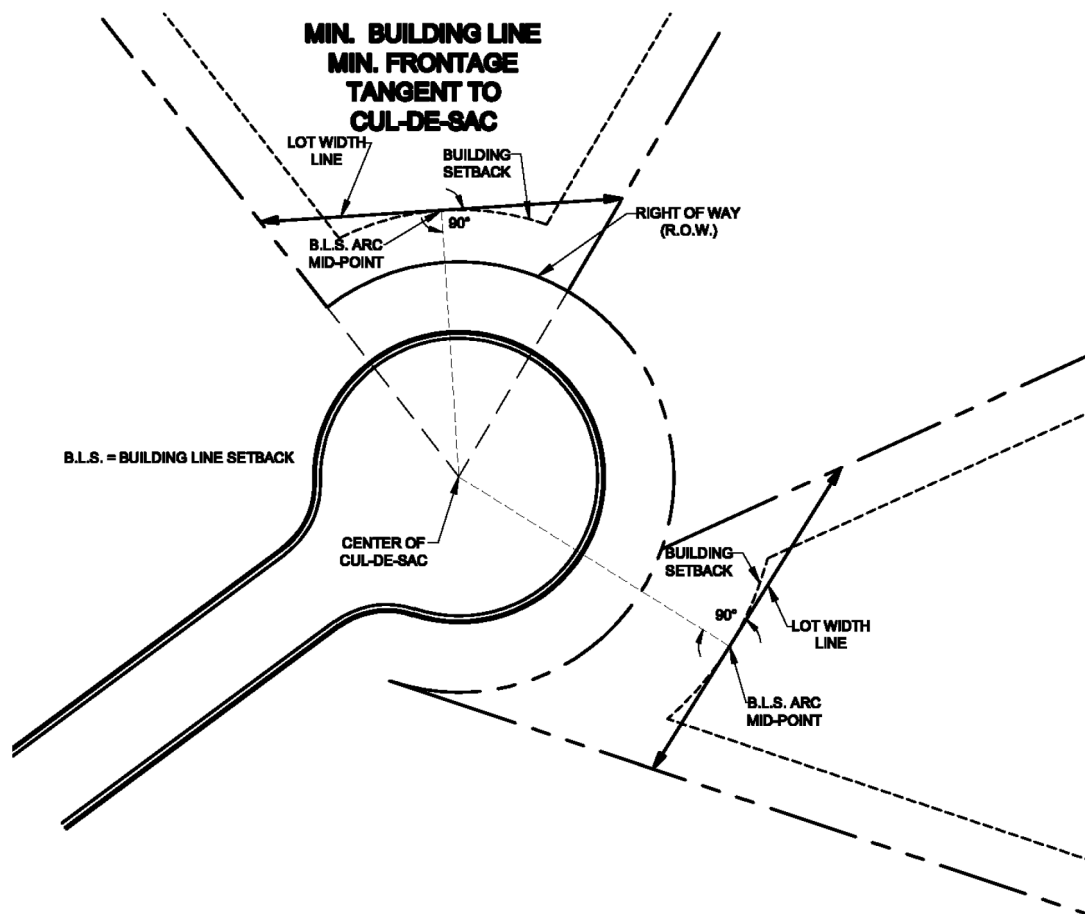 MIN. BUILDING LINE
MIN. FRONTAGE
TANGENT TO
CUL-DE-SAC
LOT WIDTH
LINE
BUILDING
SETBACK
RIGHT OF WAY
(R.O.W.)
90°
B.L.S. ARC
MID-POINT
B.L.S. = BUILDING LINE SETBACK
CENTER OF
CUL-DE-SAC
BUILDING
SETBACK
90°
LOT WIDTH
LINE
B.L.S. ARC
MID-POINT